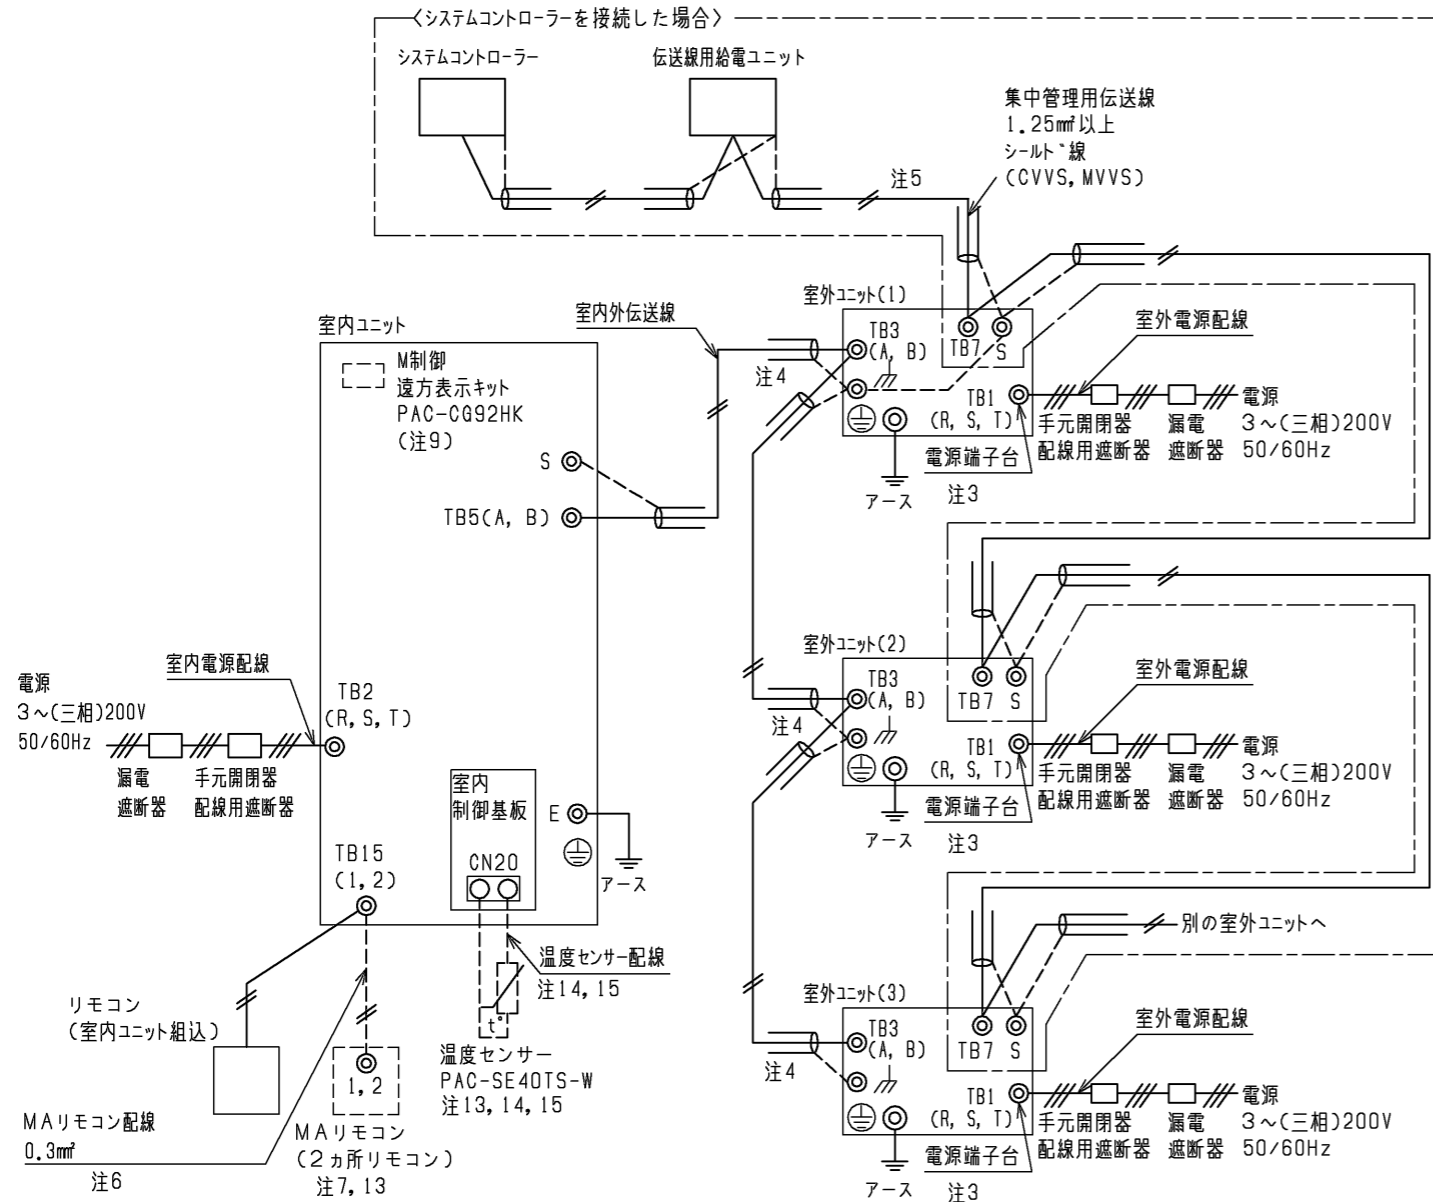 〈システムコントローラーを接続した場合〉
システムコントローラー
伝送線用給電ユニット
集中管理用伝送線
1.25㎟以上
シールド線
(CVVS, MVVS)
注5
室内ユニット
M制御
遠方表示キット
PAC-CG92HK
(注9)
S
TB5(A, B)
室内外伝送線
室外ユニット(1)
TB3
(A, B)
TB7
S
注4
TB1
(R, S, T)
室外電源配線
手元開閉器
配線用遮断器
漏電
遮断器
電源
3〜(三相)200V
50/60Hz
電源端子台
注3
アース
室外ユニット(2)
TB3
(A, B)
TB7
S
注4
TB1
(R, S, T)
室外電源配線
手元開閉器
配線用遮断器
漏電
遮断器
電源
3〜(三相)200V
50/60Hz
電源端子台
注3
アース
別の室外ユニットへ
室外ユニット(3)
TB3
(A, B)
TB7
S
注4
TB1
(R, S, T)
室外電源配線
手元開閉器
配線用遮断器
漏電
遮断器
電源
3〜(三相)200V
50/60Hz
電源端子台
注3
アース
室内電源配線
電源
3〜(三相)200V
50/60Hz
漏電
遮断器
手元開閉器
配線用遮断器
TB2
(R, S, T)
室内
制御基板
CN20
E
アース
TB15
(1, 2)
温度センサー配線
注14, 15
t°
温度センサー
PAC-SE40TS-W
注13, 14, 15
リモコン
(室内ユニット組込)
1, 2
MAリモコン配線
0.3㎟
注6
MAリモコン
(2ヵ所リモコン)
注7, 13